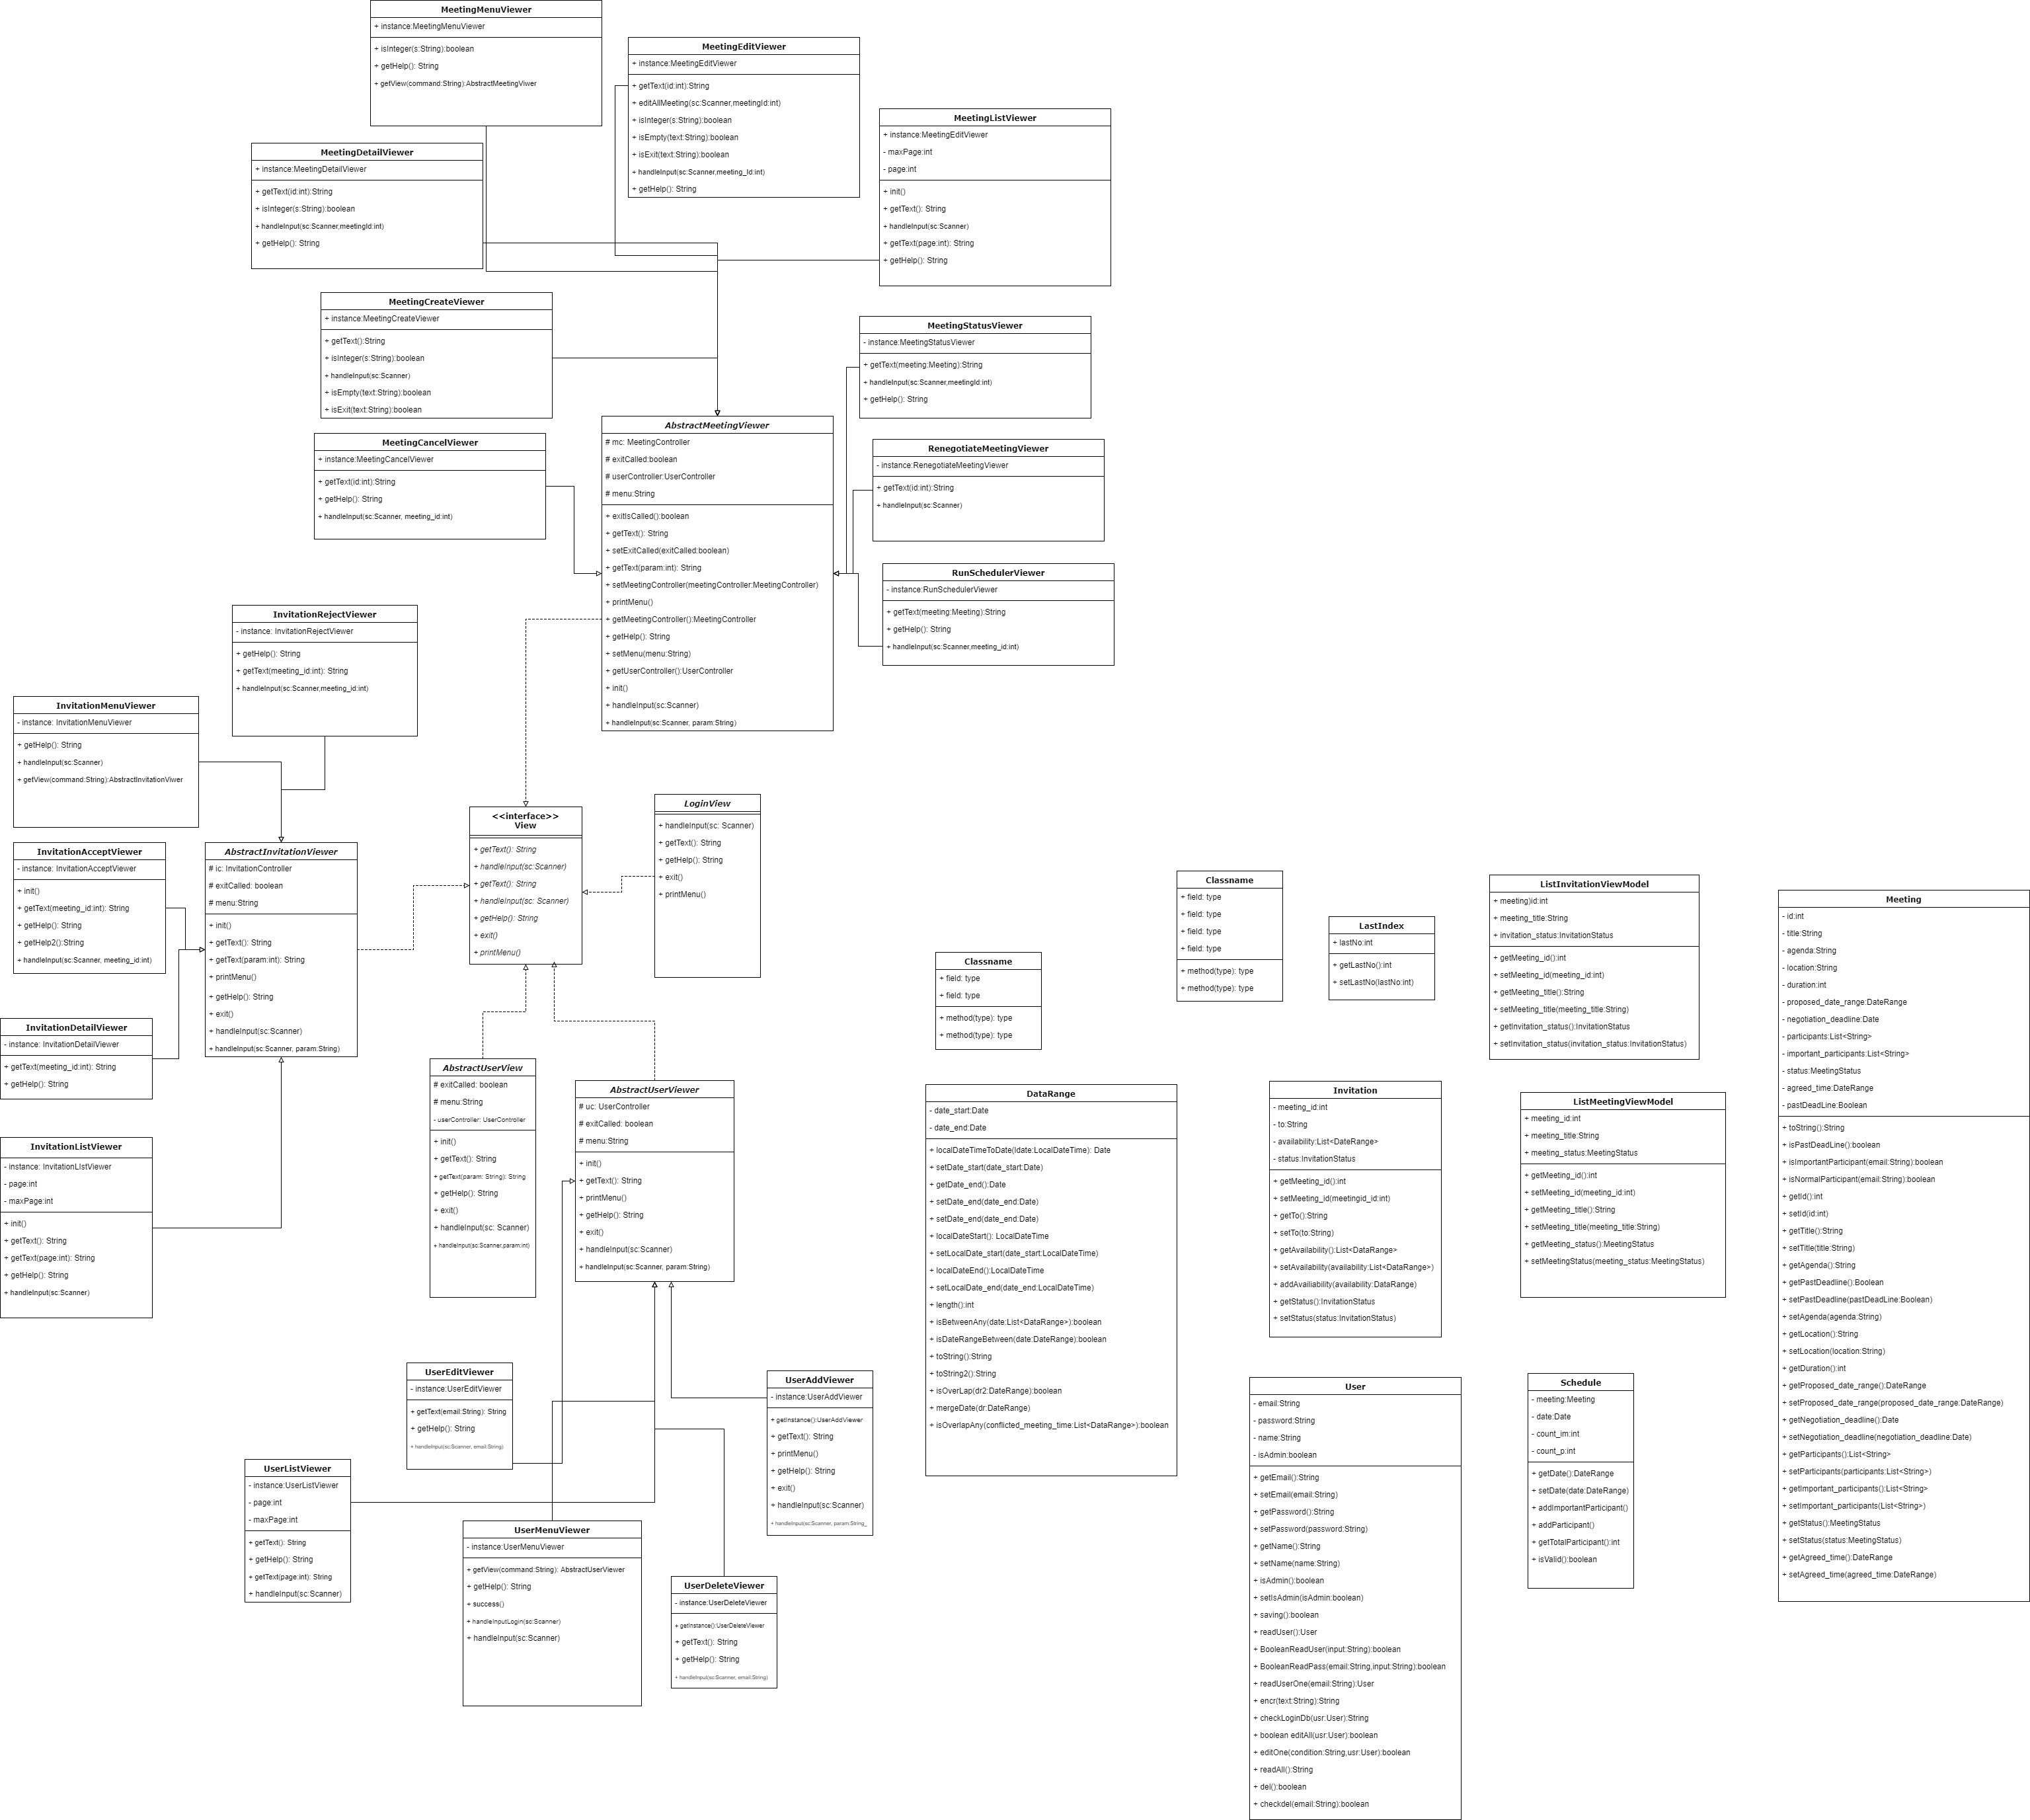 MeetingMenuViewer
+ instance:MeetingMenuViewer
+ isInteger(s:String):boolean
+ getHelp(): String
+ getView(command:String):AbstractMeetingViwer
MeetingEditViewer
+ instance:MeetingEditViewer
+ getText(id:int):String
+ editAllMeeting(sc:Scanner,meetingId:int)
+ isInteger(s:String):boolean
+ isEmpty(text:String):boolean
+ isExit(text:String):boolean
+ handleInput(sc:Scanner,meeting_Id:int)
+ getHelp(): String
MeetingListViewer
+ instance:MeetingEditViewer
- maxPage:int
- page:int
+ init()
+ getText(): String
+ handleInput(sc:Scanner)
+ getText(page:int): String
+ getHelp(): String
MeetingDetailViewer
+ instance:MeetingDetailViewer
+ getText(id:int):String
+ isInteger(s:String):boolean
+ handleInput(sc:Scanner,meetingId:int)
+ getHelp(): String
MeetingCreateViewer
+ instance:MeetingCreateViewer
+ getText():String
+ isInteger(s:String):boolean
+ handleInput(sc:Scanner)
+ isEmpty(text:String):boolean
+ isExit(text:String):boolean
MeetingStatusViewer
- instance:MeetingStatusViewer
+ getText(meeting:Meeting):String
+ handleInput(sc:Scanner,meetingId:int)
+ getHelp(): String
MeetingCancelViewer
+ instance:MeetingCancelViewer
+ getText(id:int):String
+ getHelp(): String
+ handleInput(sc:Scanner, meeting_id:int)
AbstractMeetingViewer
# mc: MeetingController
# exitCalled:boolean
# userController:UserController
# menu:String
+ exitIsCalled():boolean
+ getText(): String
+ setExitCalled(exitCalled:boolean)
+ getText(param:int): String
+ setMeetingController(meetingController:MeetingController)
+ printMenu()
+ getMeetingController():MeetingController
+ getHelp(): String
+ setMenu(menu:String)
+ getUserController():UserController
+ init()
+ handleInput(sc:Scanner)
+ handleInput(sc:Scanner, param:String)
RenegotiateMeetingViewer
- instance:RenegotiateMeetingViewer
+ getText(id:int):String
+ handleInput(sc:Scanner)
RunSchedulerViewer
- instance:RunSchedulerViewer
+ getText(meeting:Meeting):String
+ getHelp(): String
+ handleInput(sc:Scanner,meeting_id:int)
InvitationRejectViewer
- instance: InvitationRejectViewer
+ getHelp(): String
+ getText(meeting_id:int): String
+ handleInput(sc:Scanner,meeting_id:int)
InvitationMenuViewer
- instance: InvitationMenuViewer
+ getHelp(): String
+ handleInput(sc:Scanner)
+ getView(command:String):AbstractInvitationViwer
InvitationAcceptViewer
- instance: InvitationAcceptViewer
+ init()
+ getText(meeting_id:int): String
+ getHelp(): String
+ getHelp2():String
+ handleInput(sc:Scanner, meeting_id:int)
AbstractInvitationViewer
# ic: InvitationController
# exitCalled: boolean
# menu:String
+ init()
+ getText(): String
+ getText(param:int): String
+ printMenu()
+ getHelp(): String
+ exit()
+ handleInput(sc:Scanner)
+ handleInput(sc:Scanner, param:String)
InvitationDetailViewer
- instance: InvitationDetailViewer
+ getText(meeting_id:int): String
+ getHelp(): String
InvitationListViewer
- instance: InvitationLIstViewer
- page:int
- maxPage:int
+ init()
+ getText(): String
+ getText(page:int): String
+ getHelp(): String
+ handleInput(sc:Scanner)
<<interface>>
View
+ getText(): String
+ handleInput(sc:Scanner)
+ getText(): String
+ handleInput(sc: Scanner)
+ getHelp(): String
+ exit()
+ printMenu()
LoginView
+ handleInput(sc: Scanner)
+ getText(): String
+ getHelp(): String
+ exit()
+ printMenu()
AbstractUserView
# exitCalled: boolean
# menu:String
- userController: UserController
+ init()
+ getText(): String
+ getText(param: String): String
+ getHelp(): String
+ exit()
+ handleInput(sc: Scanner)
+ handleInput(sc:Scanner,param:int)
AbstractUserViewer
# uc: UserController
# exitCalled: boolean
# menu:String
+ init()
+ getText(): String
+ printMenu()
+ getHelp(): String
+ exit()
+ handleInput(sc:Scanner)
+ handleInput(sc:Scanner, param:String)
UserEditViewer
- instance:UserEditViewer
+ getText(email:String): String
+ getHelp(): String
+ handleInput(sc:Scanner, email:String)
UserListViewer
- instance:UserListViewer
- page:int
- maxPage:int
+ getText(): String
+ getHelp(): String
+ getText(page:int): String
+ handleInput(sc:Scanner)
UserMenuViewer
- instance:UserMenuViewer
+ getView(command:String): AbstractUserViewer
+ getHelp(): String
+ success()
+ handleInputLogin(sc:Scanner)
+ handleInput(sc:Scanner)
UserDeleteViewer
- instance:UserDeleteViewer
+ getInstance():UserDeleteViewer
+ getText(): String
+ getHelp(): String
+ handleInput(sc:Scanner, email:String)
UserAddViewer
- instance:UserAddViewer
+ getInstance():UserAddViewer
+ getText(): String
+ printMenu()
+ getHelp(): String
+ exit()
+ handleInput(sc:Scanner)
+ handleInput(sc:Scanner, param:String_
Classname
+ field: type
+ field: type
+ method(type): type
+ method(type): type
Classname
+ field: type
+ field: type
+ field: type
+ field: type
+ method(type): type
+ method(type): type
LastIndex
+ lastNo:int
+ getLastNo():int
+ setLastNo(lastNo:int)
ListInvitationViewModel
+ meeting)id:int
+ meeting_title:String
+ invitation_status:InvitationStatus
+ getMeeting_id():int
+ setMeeting_id(meeting_id:int)
+ getMeeting_title():String
+ setMeeting_title(meeting_title:String)
+ getInvitation_status():InvitationStatus
+ setInvitation_status(invitation_status:InvitationStatus)
DataRange
- date_start:Date
- date_end:Date
+ localDateTimeToDate(ldate:LocalDateTime): Date
+ setDate_start(date_start:Date)
+ getDate_end():Date
+ setDate_end(date_end:Date)
+ setDate_end(date_end:Date)
+ localDateStart(): LocalDateTime
+ setLocalDate_start(date_start:LocalDateTime)
+ localDateEnd():LocalDateTime
+ setLocalDate_end(date_end:LocalDateTime)
+ length():int
+ isBetweenAny(date:List<DataRange>):boolean
+ isDateRangeBetween(date:DateRange):boolean
+ toString():String
+ toString2():String
+ isOverLap(dr2:DateRange):boolean
+ mergeDate(dr:DateRange)
+ isOverlapAny(conflicted_meeting_time:List<DataRange>):boolean
Invitation
- meeting_id:int
- to:String
- availability:List<DateRange>
- status:InvitationStatus
+ getMeeting_id():int
+ setMeeting_id(meetingid_id:int)
+ getTo():String
+ setTo(to:String)
+ getAvailability():List<DataRange>
+ setAvailability(availability:List<DataRange>)
+ addAvailiability(availability:DataRange)
+ getStatus():InvitationStatus
+ setStatus(status:InvitationStatus)
ListMeetingViewModel
+ meeting_id:int
+ meeting_title:String
+ meeting_status:MeetingStatus
+ getMeeting_id():int
+ setMeeting_id(meeting_id:int)
+ getMeeting_title():String
+ setMeeting_title(meeting_title:String)
+ getMeeting_status():MeetingStatus
+ setMeetingStatus(meeting_status:MeetingStatus)
User
- email:String
- password:String
- name:String
- isAdmin:boolean
+ getEmail():String
+ setEmail(email:String)
+ getPassword():String
+ setPassword(password:String)
+ getName():String
+ setName(name:String)
+ isAdmin():boolean
+ setIsAdmin(isAdmin:boolean)
+ saving():boolean
+ readUser():User
+ BooleanReadUser(input:String):boolean
+ BooleanReadPass(email:String,input:String):boolean
+ readUserOne(email:String):User
+ encr(text:String):String
+ checkLoginDb(usr:User):String
+ boolean editAll(usr:User):boolean
+ editOne(condition:String,usr:User):boolean
+ readAll():String
+ del():boolean
+ checkdel(email:String):boolean
Schedule
- meeting:Meeting
- date:Date
- count_im:int
- count_p:int
+ getDate():DateRange
+ setDate(date:DateRange)
+ addImportantParticipant()
+ addParticipant()
+ getTotalParticipant():int
+ isValid():boolean
Meeting
- id:int
- title:String
- agenda:String
- location:String
- duration:int
- proposed_date_range:DateRange
- negotiation_deadline:Date
- participants:List<String>
- important_participants:List<String>
- status:MeetingStatus
- agreed_time:DateRange
- pastDeadLine:Boolean
+ toString():String
+ isPastDeadLine():boolean
+ isImportantParticipant(email:String):boolean
+ isNormalParticipant(email:String):boolean
+ getId():int
+ setId(id:int)
+ getTitle():String
+ setTitle(title:String)
+ getAgenda():String
+ getPastDeadline():Boolean
+ setPastDeadline(pastDeadLine:Boolean)
+ setAgenda(agenda:String)
+ getLocation():String
+ setLocation(location:String)
+ getDuration():int
+ getProposed_date_range():DateRange
+ setProposed_date_range(proposed_date_range:DateRange)
+ getNegotiation_deadline():Date
+ setNegotiation_deadline(negotiation_deadline:Date)
+ getParticipants():List<String>
+ setParticipants(participants:List<String>)
+ getImportant_participants():List<String>
+ setImportant_participants(List<String>)
+ getStatus():MeetingStatus
+ setStatus(status:MeetingStatus)
+ getAgreed_time():DateRange
+ setAgreed_time(agreed_time:DateRange)